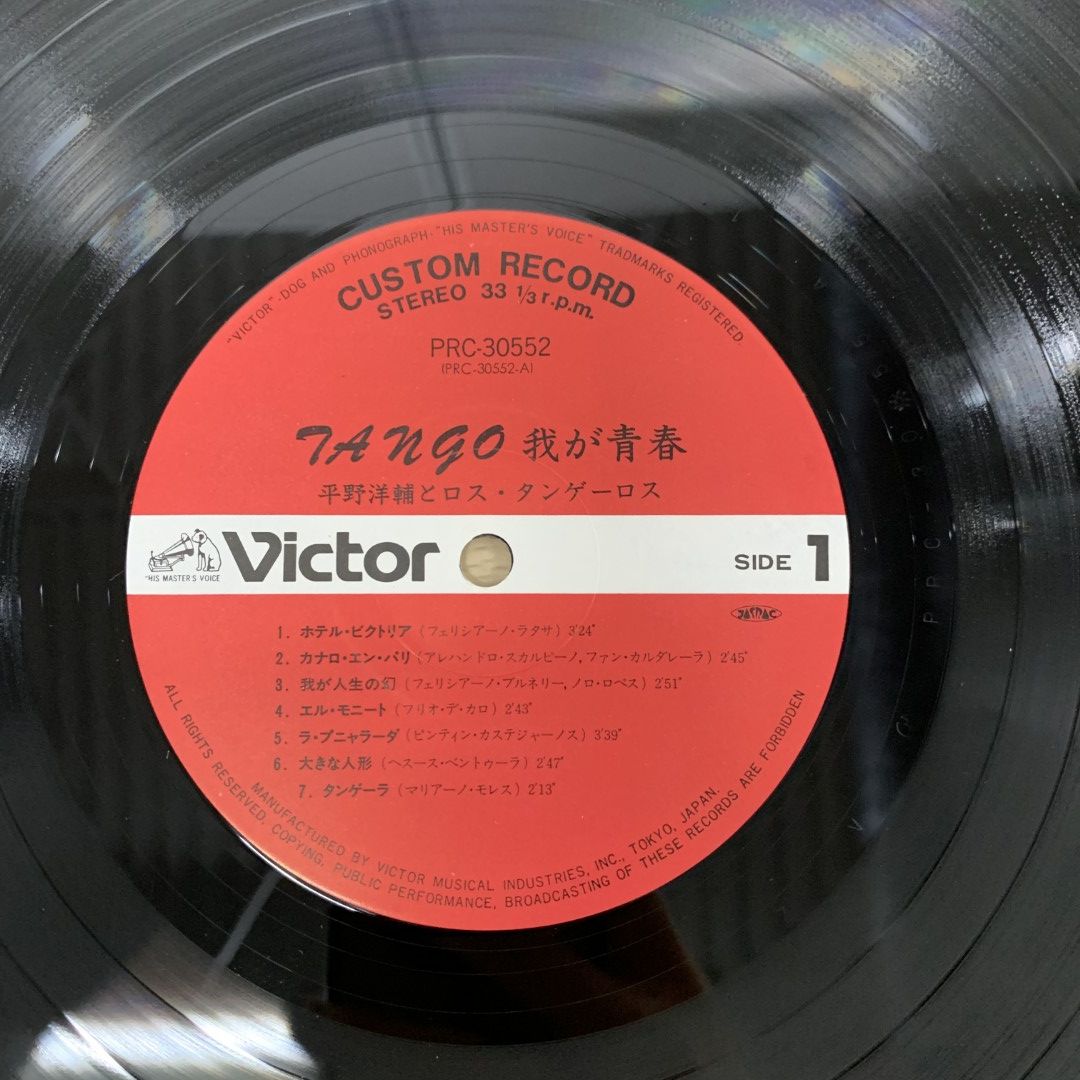 "VICTOR"-DOG AND PHONOGRAPH-"HIS MASTER'S VOICE" TRADMARKS REGISTERED.
CUSTOM RECORD
STEREO 33 1/3 r.p.m.
PRC-30552
(PRC-30552-A)
TANGO 我が青春
平野洋輔とロス・タンゲーロス
"HIS MASTER'S VOICE
Victor
SIDE 1
JASRAC
1. ホテル・ビクトリア (フェリシアーノ・ラタサ) 3'24"
2. カナロ・エン・パリ (アレハンドロ・スカルピーノ, ファン・カルダレーラ) 2'45"
3. 我が人生の幻 (フェリシアーノ・ブルネリー, ノロ・ロペス) 2'51"
4. エル・モニート (フリオ・デ・カロ) 2'43"
5. ラ・プニャラーダ (ピンティン・カステジャーノス) 3'39"
6. 大きな人形 (ヘスース・ベントゥーラ) 2'47"
7. タンゲーラ (マリアーノ・モレス) 2'13"
MANUFACTURED BY VICTOR MUSICAL INDUSTRIES, INC., TOKYO, JAPAN.
ALL RIGHTS RESERVED. COPYING, PUBLIC PERFORMANCE, BROADCASTING OF THESE RECORDS ARE FORBIDDEN